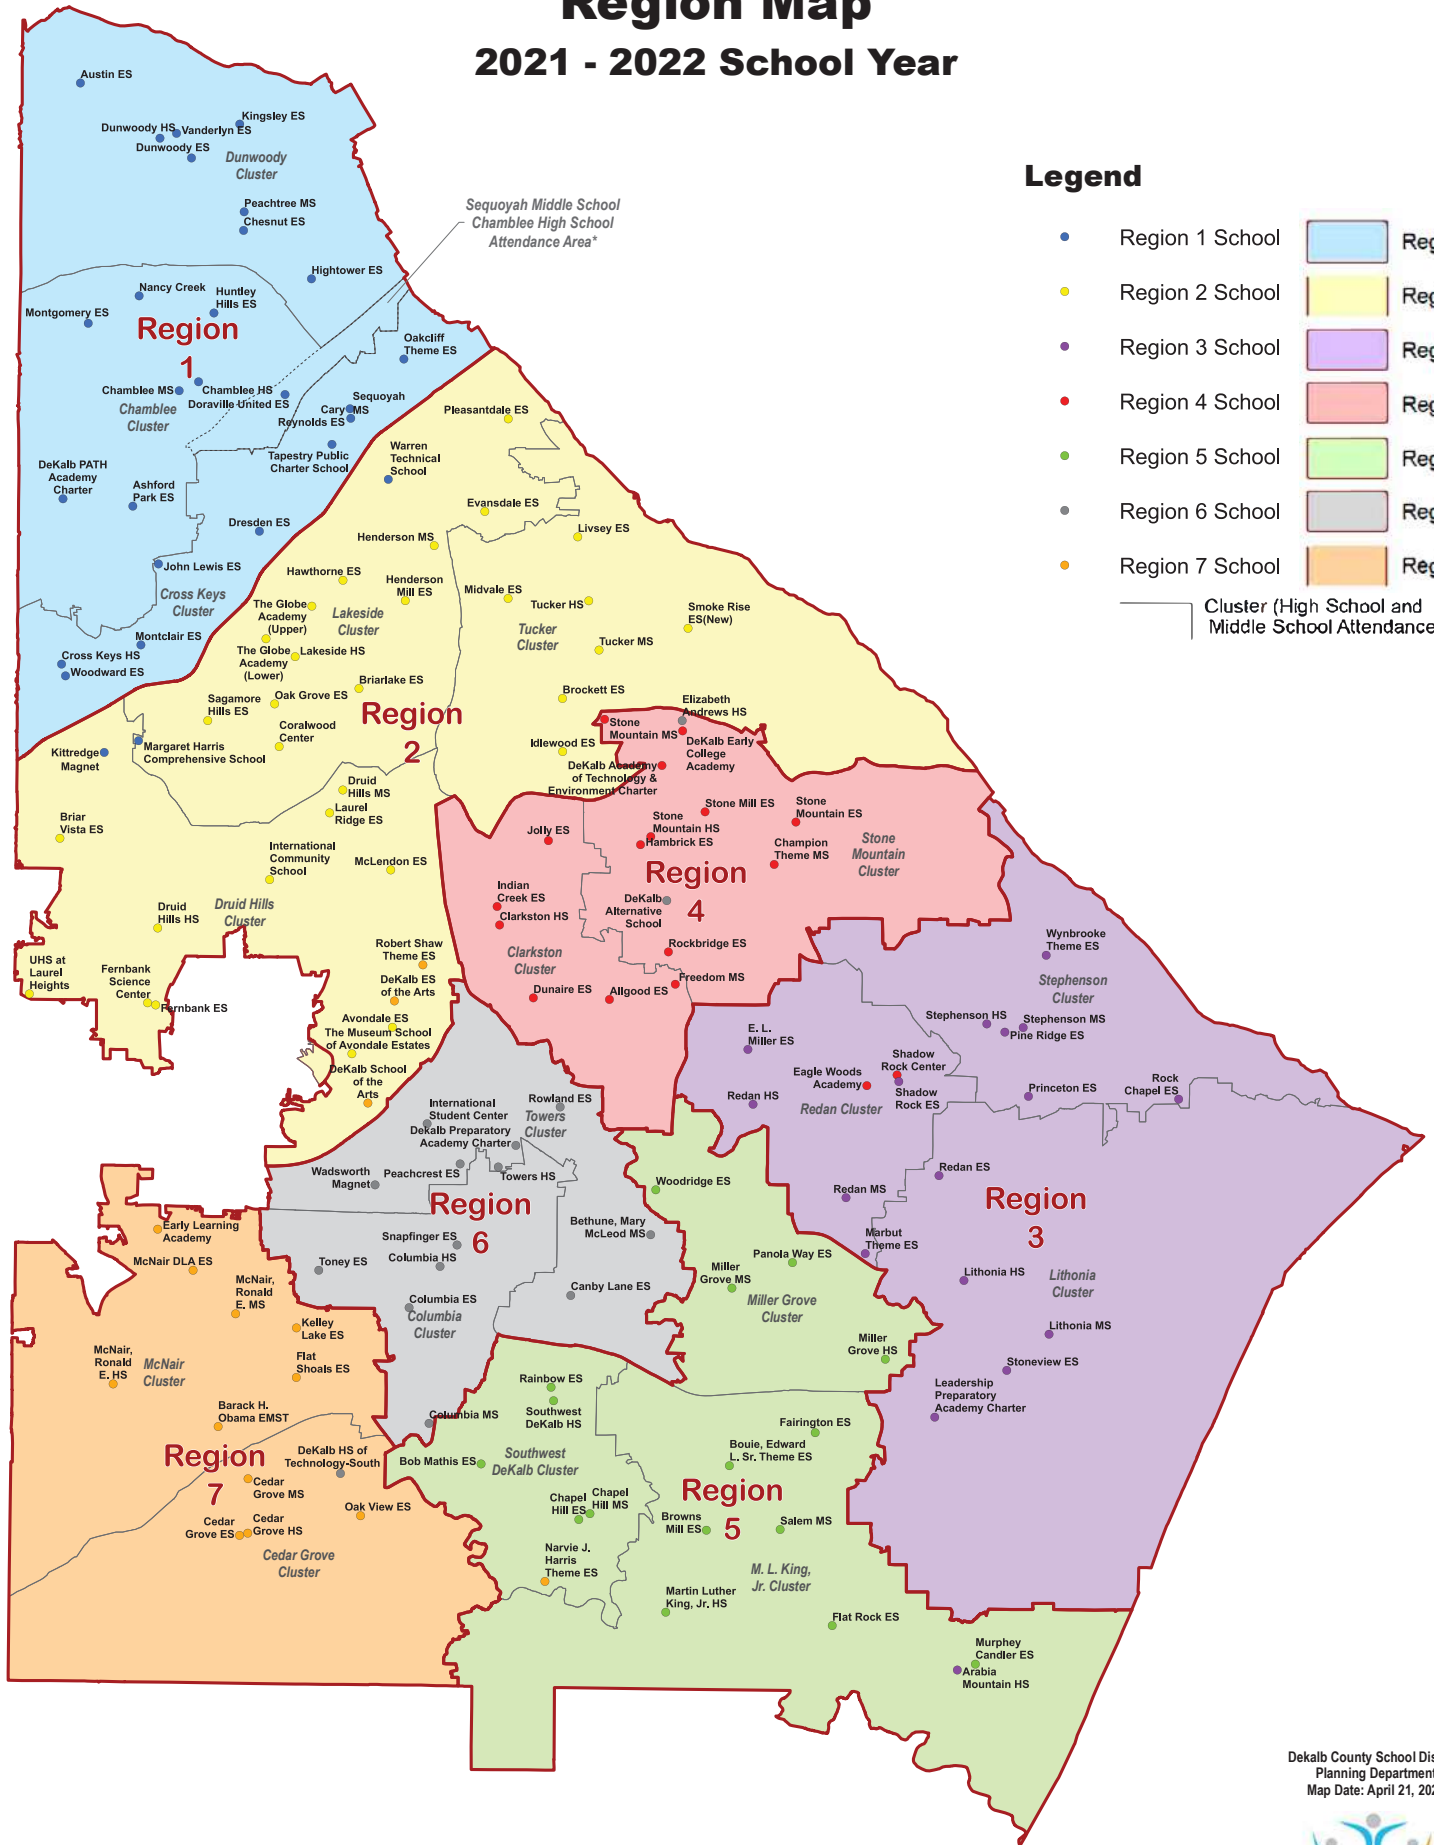 Region Map
2021 - 2022 School Year
Legend
Region 1 School
Region 2 School
Region 3 School
Region 4 School
Region 5 School
Region 6 School
Region 7 School
Reg
Reg
Reg
Reg
Reg
Reg
Reg
Cluster (High School and
Middle School Attendance
Sequoyah Middle School
Chamblee High School
Attendance Area*
Austin ES
Kingsley ES
Dunwoody HS
Vanderlyn ES
Dunwoody ES
Dunwoody
Cluster
Peachtree MS
Chesnut ES
Hightower ES
Nancy Creek
Huntley
Hills ES
Montgomery ES
Region
1
Oakcliff
Theme ES
Chamblee MS
Chamblee HS
Doraville United ES
Chamblee
Cluster
Sequoyah
MS
Cary
Reynolds ES
Tapestry Public
Charter School
DeKalb PATH
Academy
Charter
Ashford
Park ES
Dresden ES
John Lewis ES
Cross Keys
Cluster
Montclair ES
Cross Keys HS
Woodward ES
Pleasantdale ES
Warren
Technical
School
Evansdale ES
Livsey ES
Henderson MS
Hawthorne ES
Henderson
Mill ES
Midvale ES
Tucker HS
Smoke Rise
ES(New)
The Globe
Academy
(Upper)
Lakeside
Cluster
Tucker
Cluster
Tucker MS
The Globe
Academy
(Lower)
Lakeside HS
Briarlake ES
Sagamore
Hills ES
Oak Grove ES
Brockett ES
Region
2
Coralwood
Center
Idlewood ES
Kittredge
Magnet
Margaret Harris
Comprehensive School
Druid
Hills MS
Laurel
Ridge ES
Briar
Vista ES
International
Community
School
McLendon ES
Druid Hills
Cluster
Druid
Hills HS
UHS at
Laurel
Heights
Fernbank
Science
Center
Fernbank ES
Robert Shaw
Theme ES
DeKalb ES
of the Arts
Avondale ES
The Museum School
of Avondale Estates
DeKalb School
of the
Arts
Elizabeth
Andrews HS
Stone
Mountain MS
DeKalb Early
College
Academy
DeKalb Academy
of Technology &
Environment Charter
Stone Mill ES
Stone
Mountain ES
Jolly ES
Stone
Mountain HS
Hambrick ES
Champion
Theme MS
Stone
Mountain
Cluster
Region
4
Indian
Creek ES
Clarkston HS
DeKalb
Alternative
School
Clarkston
Cluster
Rockbridge ES
Freedom MS
Dunaire ES
Allgood ES
Wynbrooke
Theme ES
Stephenson
Cluster
Stephenson HS
Stephenson MS
Pine Ridge ES
E. L.
Miller ES
Shadow
Rock Center
Eagle Woods
Academy
Shadow
Rock ES
Redan HS
Redan Cluster
Princeton ES
Rock
Chapel ES
Redan ES
Redan MS
Region
3
Marbut
Theme ES
Lithonia HS
Lithonia
Cluster
Lithonia MS
Stoneview ES
Leadership
Preparatory
Academy Charter
Rowland ES
International
Student Center
Towers
Cluster
Dekalb Preparatory
Academy Charter
Wadsworth
Magnet
Peachcrest ES
Towers HS
Region
6
Bethune, Mary
McLeod MS
Snapfinger ES
Columbia HS
Toney ES
Canby Lane ES
Columbia ES
Columbia
Cluster
Columbia MS
Woodridge ES
Panola Way ES
Miller
Grove MS
Miller Grove
Cluster
Miller
Grove HS
Early Learning
Academy
McNair DLA ES
McNair,
Ronald
E. MS
Kelley
Lake ES
McNair,
Ronald
E. HS
McNair
Cluster
Flat
Shoals ES
Barack H.
Obama EMST
Region
7
DeKalb HS of
Technology-South
Cedar
Grove MS
Oak View ES
Cedar
Grove ES
Cedar
Grove HS
Cedar Grove
Cluster
Rainbow ES
Southwest
DeKalb HS
Fairington ES
Southwest
DeKalb Cluster
Bouie, Edward
L. Sr. Theme ES
Bob Mathis ES
Region
5
Chapel
Hill ES
Chapel
Hill MS
Browns
Mill ES
Salem MS
Narvie J.
Harris
Theme ES
M. L. King,
Jr. Cluster
Martin Luther
King, Jr. HS
Flat Rock ES
Murphey
Candler ES
Arabia
Mountain HS
Dekalb County School Dis
Planning Department
Map Date: April 21, 202